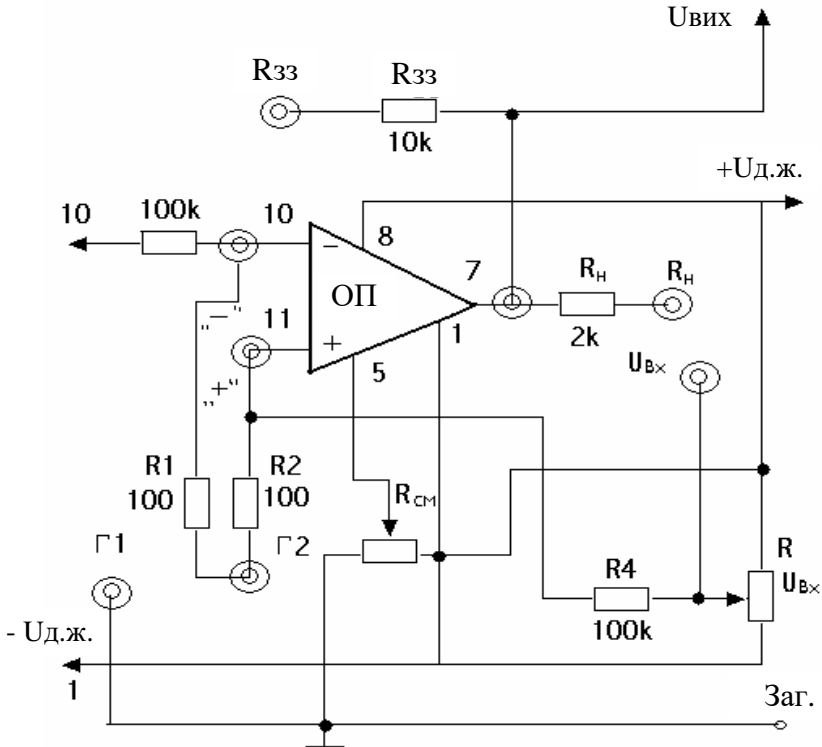 Uвих
Rзз
Rзз
10k
+Uд.ж.
10
100k
10
8
–
7
Rн
Rн
ОП
11
+
1
2k
„–“
5
Uвх
„+“
R1
100
R2
100
Rсм
Г1
Г2
R
R4
Uвх
100k
- Uд.ж.
1
Заг.